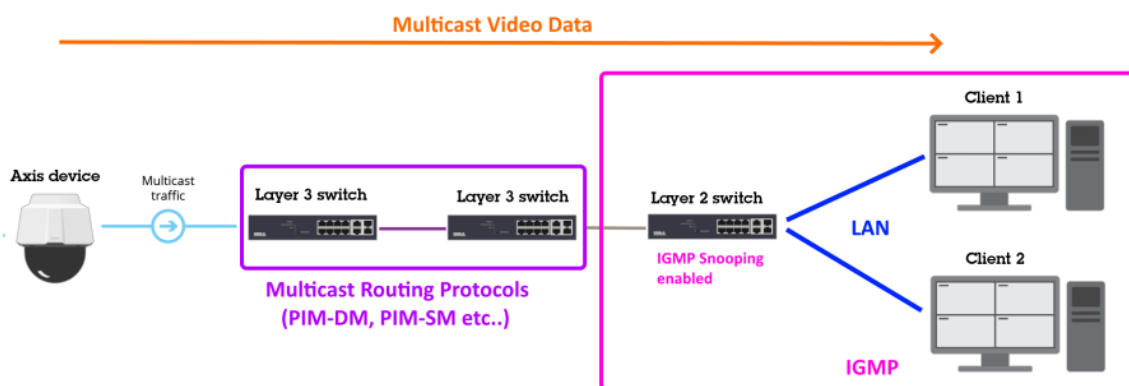 Multicast Video Data
Client 1
Axis device
Multicast
traffic
Layer 3 switch
Layer 3 switch
Layer 2 switch
LAN
IGMP Snooping
enabled
Client 2
Multicast Routing Protocols
(PIM-DM, PIM-SM etc..)
IGMP